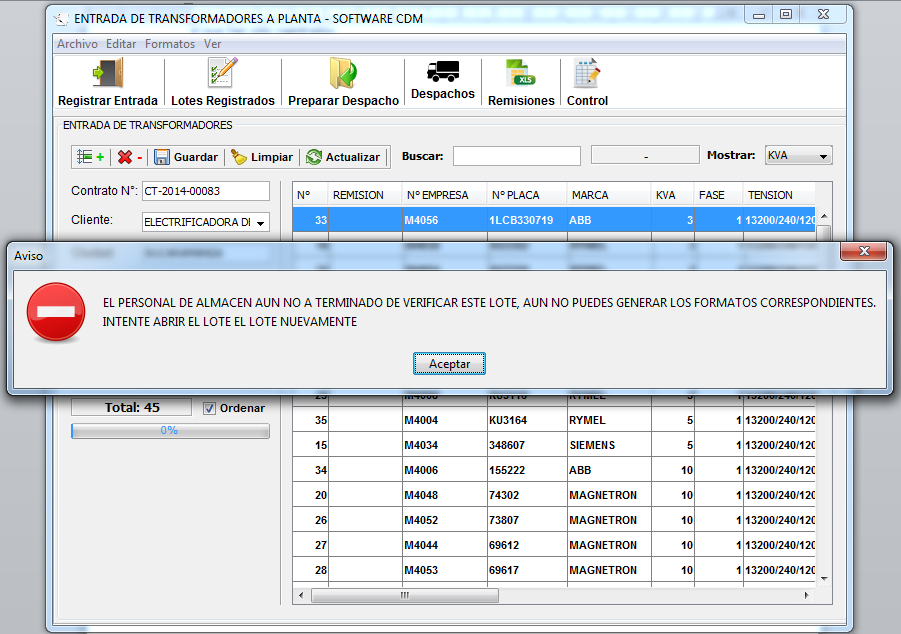 ENTRADA DE TRANSFORMADORES A PLANTA - SOFTWARE CDM
Archivo Editar Formatos Ver
Registrar Entrada Lotes Registrados Preparar Despacho Despachos Remisiones Control
XLS
ENTRADA DE TRANSFORMADORES
+ - Guardar Limpiar Actualizar Buscar: - Mostrar: KVA
Contrato N°: CT-2014-00083
Cliente: ELECTRIFICADORA DI
N° REMISION N° EMPRESA N° PLACA MARCA KVA FASE TENSION
33 M4056 1LCB330719 ABB 3 1 13200/240/120
Aviso
EL PERSONAL DE ALMACEN AUN NO A TERMINADO DE VERIFICAR ESTE LOTE, AUN NO PUEDES GENERAR LOS FORMATOS CORRESPONDIENTES.
INTENTE ABRIR EL LOTE EL LOTE NUEVAMENTE
Aceptar
Total: 45 Ordenar
0%
35 M4004 KU3164 RYMEL 5 1 13200/240/120
15 M4034 348607 SIEMENS 5 1 13200/240/120
34 M4006 155222 ABB 10 1 13200/240/120
20 M4048 74302 MAGNETRON 10 1 13200/240/120
26 M4052 73807 MAGNETRON 10 1 13200/240/120
27 M4044 69612 MAGNETRON 10 1 13200/240/120
28 M4053 69617 MAGNETRON 10 1 13200/240/120